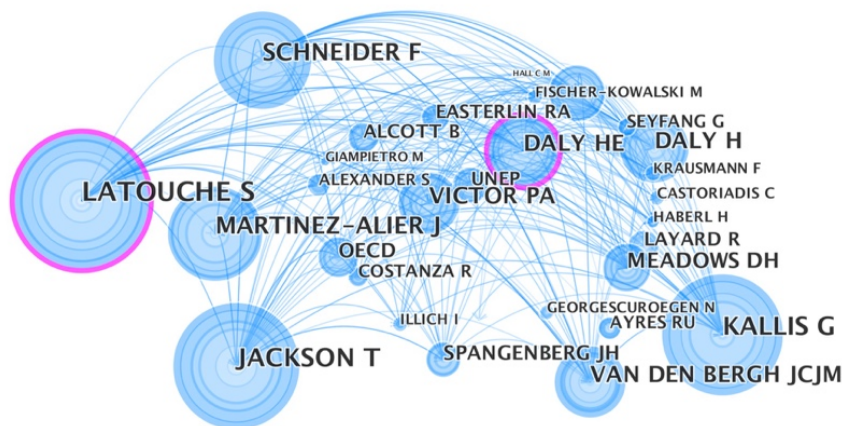 SCHNEIDER F
HALL C M
FISCHER-KOWALSKI M
EASTERLIN RA
SEYFANG G
ALCOTT B
DALY HE
DALY H
GIAMPIETRO M
KRAUSMANN F
ALEXANDER S
UNEP
LATOUCHE S
VICTOR PA
CASTORIADIS C
HABERL H
MARTINEZ-ALIER J
LAYARD R
OECD
MEADOWS DH
COSTANZA R
GEORGESCUROEGEN N
ILLICH I
AYRES RU
KALLIS G
JACKSON T
SPANGENBERG JH
VAN DEN BERGH JCJM